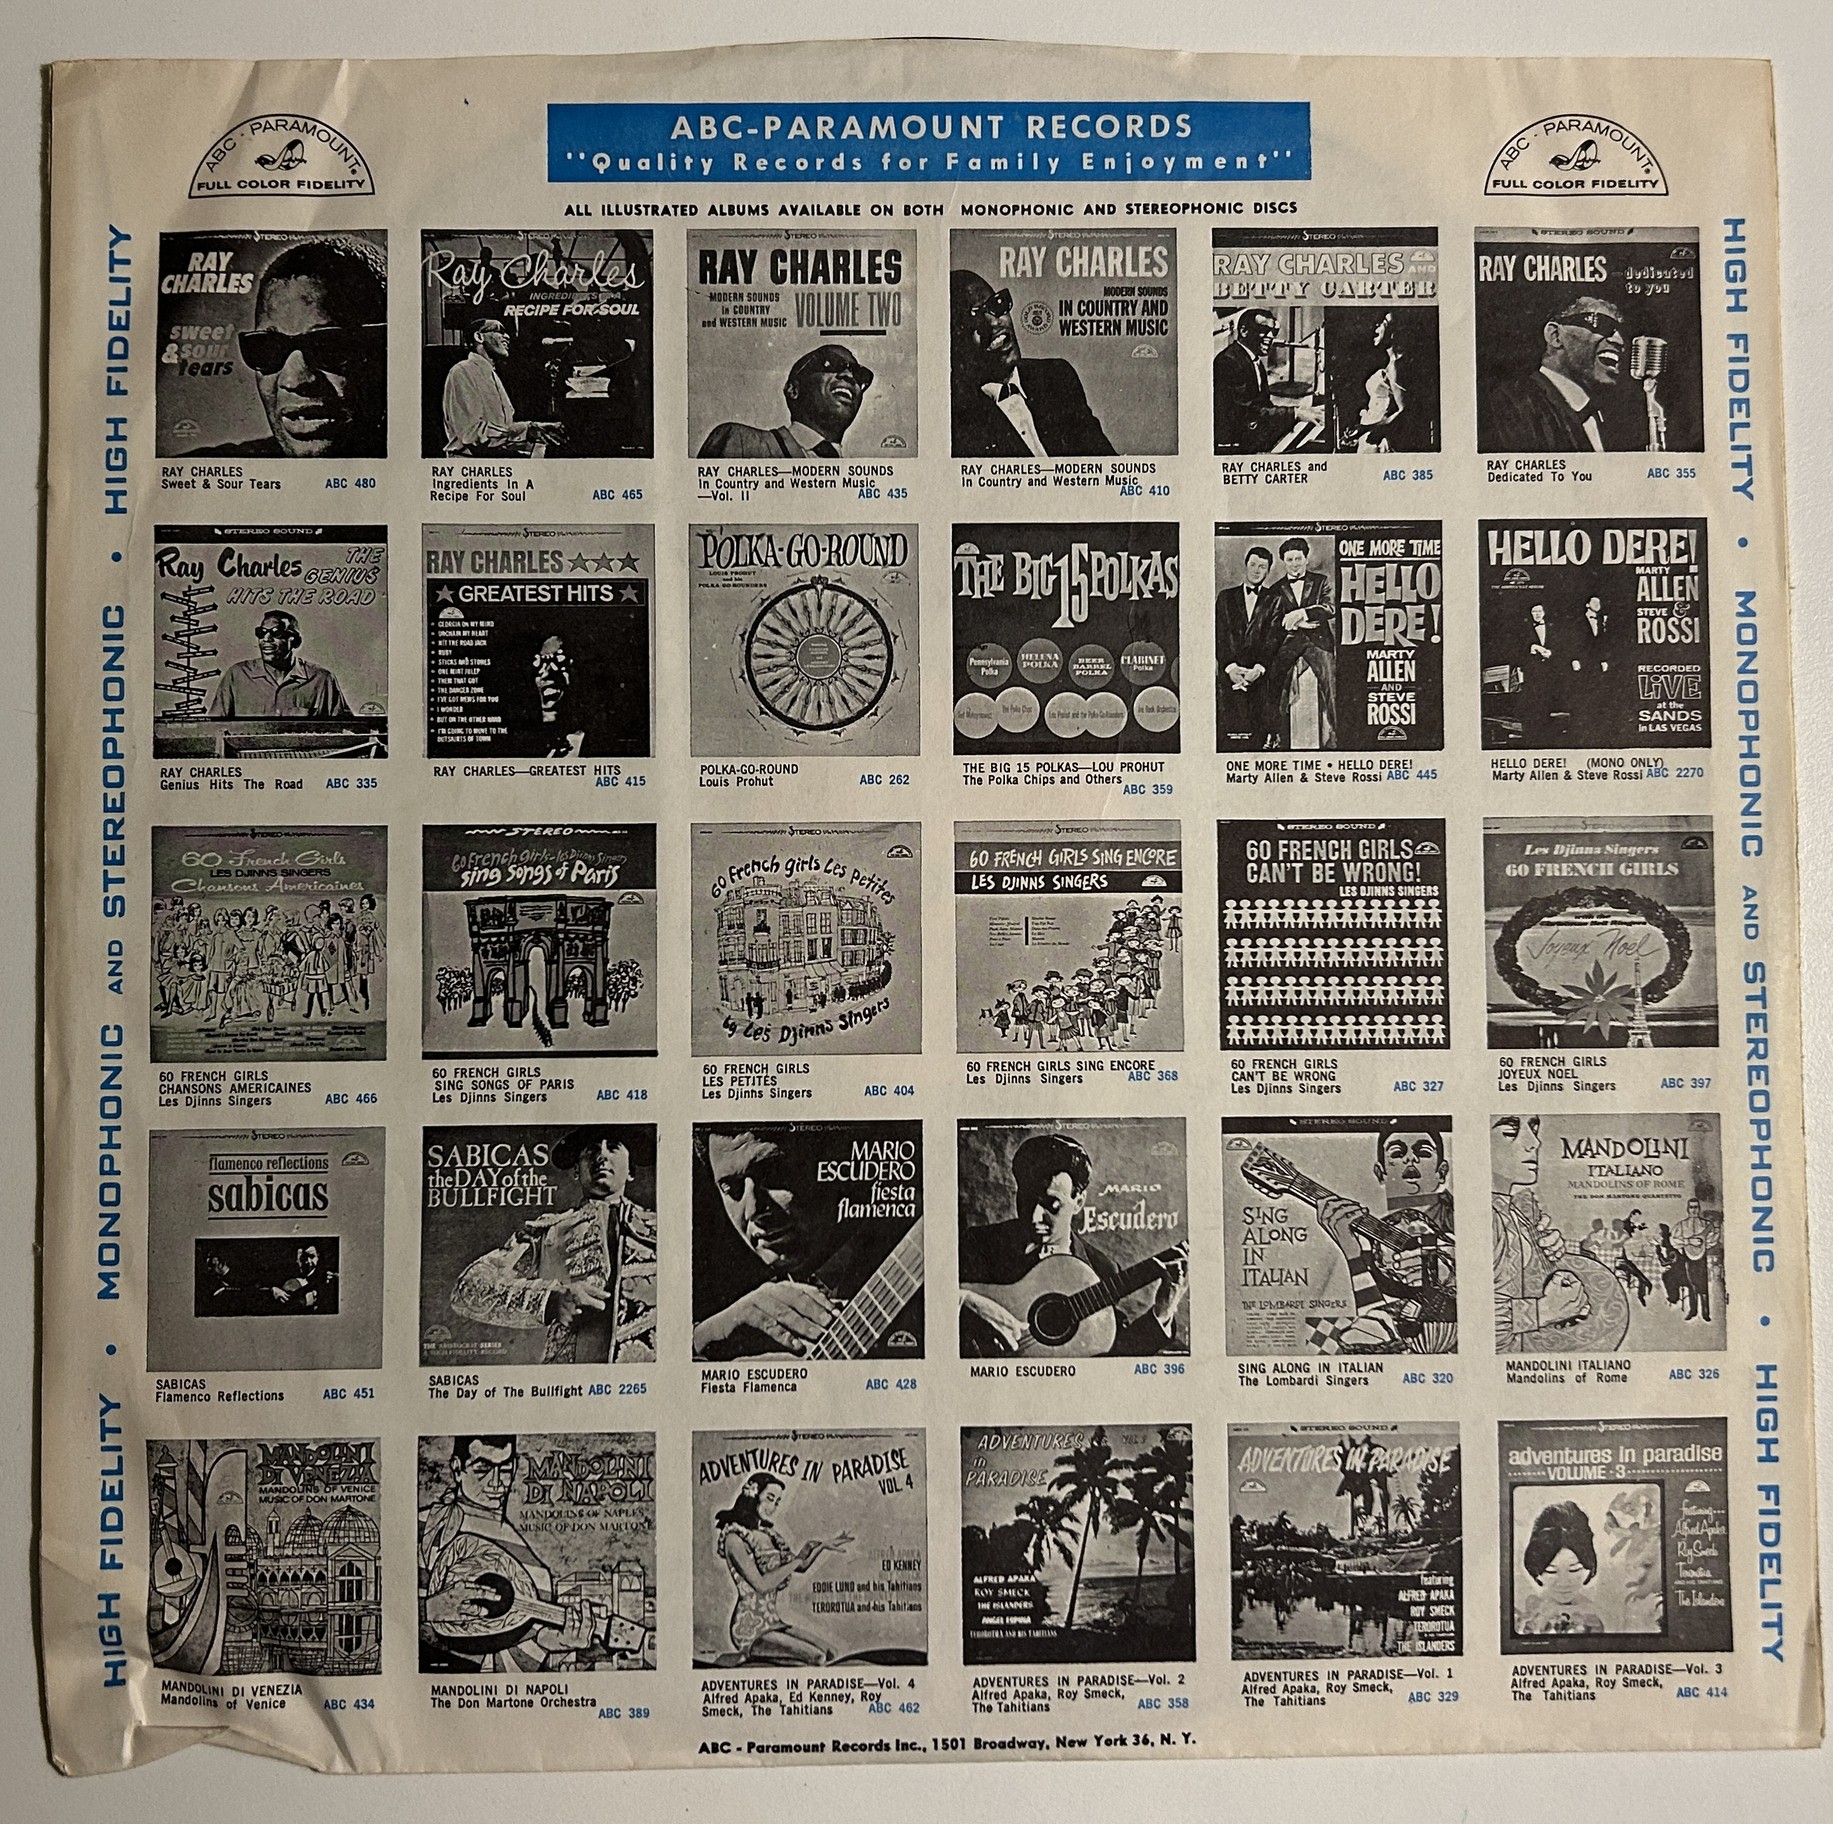 ABC-PARAMOUNT RECORDS
"Quality Records for Family Enjoyment"
ABC - PARAMOUNT
FULL COLOR FIDELITY
ABC - PARAMOUNT
FULL COLOR FIDELITY
ALL ILLUSTRATED ALBUMS AVAILABLE ON BOTH MONOPHONIC AND STEREOPHONIC DISCS
HIGH FIDELITY • MONOPHONIC AND STEREOPHONIC • HIGH FIDELITY
HIGH FIDELITY • MONOPHONIC AND STEREOPHONIC • HIGH FIDELITY
STEREO
RAY
CHARLES
sweet
& sour
tears
RAY CHARLES
Sweet & Sour Tears ABC 480
STEREO
Ray Charles
INGREDIENTS IN A
RECIPE FOR SOUL
RAY CHARLES
Ingredients In A
Recipe For Soul ABC 465
STEREO
RAY CHARLES
MODERN SOUNDS
in COUNTRY
and WESTERN MUSIC
VOLUME TWO
RAY CHARLES—MODERN SOUNDS
In Country and Western Music
—Vol. II ABC 435
RAY CHARLES
MODERN SOUNDS
IN COUNTRY AND
WESTERN MUSIC
RAY CHARLES—MODERN SOUNDS
In Country and Western Music
ABC 410
STEREO
RAY CHARLES AND
BETTY CARTER
RAY CHARLES and
BETTY CARTER ABC 385
STEREO SOUND
RAY CHARLES dedicated
to you
RAY CHARLES
Dedicated To You ABC 355
STEREO SOUND
Ray Charles THE
GENIUS
HITS THE ROAD
RAY CHARLES
Genius Hits The Road ABC 335
STEREO
RAY CHARLES
GREATEST HITS
GEORGIA ON MY MIND
UNCHAIN MY HEART
HIT THE ROAD JACK
RUBY
STICKS AND STONES
ONE MINT JULEP
THEM THAT GOT
THE DANGER ZONE
I'VE GOT NEWS FOR YOU
I WONDER
BUT ON THE OTHER HAND
I'M GOING TO MOVE TO THE
OUTSKIRTS OF TOWN
RAY CHARLES—GREATEST HITS
ABC 415
POLKA-GO-ROUND
LOUIS PROHUT
and his
POLKA-GO-ROUNDERS
POLKA-GO-ROUND
Louis Prohut ABC 262
THE BIG 15 POLKAS
Pennsylvania
Polka
HELENA
POLKA
BEER
BARREL
POLKA
CLARINET
Polka
THE BIG 15 POLKAS—LOU PROHUT
The Polka Chips and Others
ABC 359
STEREO
ONE MORE TIME
HELLO
DERE!
MARTY
ALLEN
AND
STEVE
ROSSI
ONE MORE TIME • HELLO DERE!
Marty Allen & Steve Rossi ABC 445
HELLO DERE!
MARTY
ALLEN
&
STEVE
ROSSI
RECORDED
LIVE
at the
SANDS
in LAS VEGAS
HELLO DERE! (MONO ONLY)
Marty Allen & Steve Rossi ABC 2270
STEREO
60 French Girls
LES DJINNS SINGERS
Chansons Americaines
60 FRENCH GIRLS
CHANSONS AMERICAINES
Les Djinns Singers ABC 466
STEREO
60 French girls - les Djinns Singers
sing songs of Paris
60 FRENCH GIRLS
SING SONGS OF PARIS
Les Djinns Singers ABC 418
STEREO
60 French girls Les Petites
by Les Djinns Singers
60 FRENCH GIRLS
LES PETITES
Les Djinns Singers ABC 404
STEREO
60 FRENCH GIRLS SING ENCORE
LES DJINNS SINGERS
60 FRENCH GIRLS SING ENCORE
Les Djinns Singers ABC 368
STEREO SOUND
60 FRENCH GIRLS
CAN'T BE WRONG!
LES DJINNS SINGERS
60 FRENCH GIRLS
CAN'T BE WRONG
Les Djinns Singers ABC 327
STEREO
Les Djinns Singers
60 FRENCH GIRLS
Joyeux Noel
60 FRENCH GIRLS
JOYEUX NOEL
Les Djinns Singers ABC 397
STEREO
flamenco reflections
sabicas
SABICAS
Flamenco Reflections ABC 451
SABICAS
the DAY of the
BULLFIGHT
THE ARISTOCRAT SERIES
A HIGH FIDELITY RECORD
SABICAS
The Day of The Bullfight ABC 2265
STEREO
MARIO
ESCUDERO
fiesta
flamenca
MARIO ESCUDERO
Fiesta Flamenca ABC 428
STEREO
MARIO
Escudero
MARIO ESCUDERO ABC 396
STEREO SOUND
SING
ALONG
IN
ITALIAN
THE LOMBARDI SINGERS
SING ALONG IN ITALIAN
The Lombardi Singers ABC 320
MANDOLINI
ITALIANO
MANDOLINS OF ROME
THE DON MARTONE QUARTETTO
MANDOLINI ITALIANO
Mandolins of Rome ABC 326
MANDOLINI
DI VENEZIA
MANDOLINS OF VENICE
MUSIC OF DON MARTONE
MANDOLINI DI VENEZIA
Mandolins of Venice ABC 434
MANDOLINI
DI NAPOLI
MANDOLINS OF NAPLES
MUSIC OF DON MARTONE
MANDOLINI DI NAPOLI
The Don Martone Orchestra
ABC 389
STEREO
ADVENTURES IN PARADISE
VOL. 4
ALFRED APAKA
ED KENNEY
EDDIE LUND and his Tahitians
TEROROTUA and his Tahitians
ADVENTURES IN PARADISE—Vol. 4
Alfred Apaka, Ed Kenney, Roy
Smeck, The Tahitians ABC 462
ADVENTURES VOL. 2
in
PARADISE
ALFRED APAKA
ROY SMECK
THE ISLANDERS
TEROROTUA AND HIS TAHITIANS
ADVENTURES IN PARADISE—Vol. 2
Alfred Apaka, Roy Smeck,
The Tahitians ABC 358
STEREO SOUND
ADVENTURES IN PARADISE
featuring
ALFRED APAKA
ROY SMECK
TEROROTUA
THE ISLANDERS
ADVENTURES IN PARADISE—Vol. 1
Alfred Apaka, Roy Smeck,
The Tahitians ABC 329
STEREO SOUND
adventures in paradise
VOLUME-3
featuring
Alfred Apaka
Roy Smeck
Terorotua
The Islanders
ADVENTURES IN PARADISE—Vol. 3
Alfred Apaka, Roy Smeck,
The Tahitians ABC 414
ABC - Paramount Records Inc., 1501 Broadway, New York 36, N. Y.